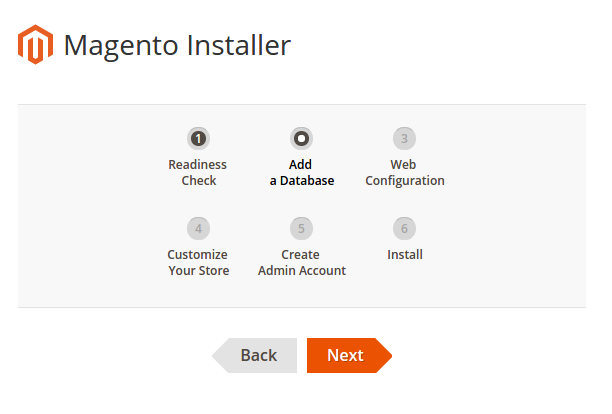 Magento Installer
1
3
Readiness
Check
Add
a Database
Web
Configuration
4
5
6
Customize
Your Store
Create
Admin Account
Install
Back
Next